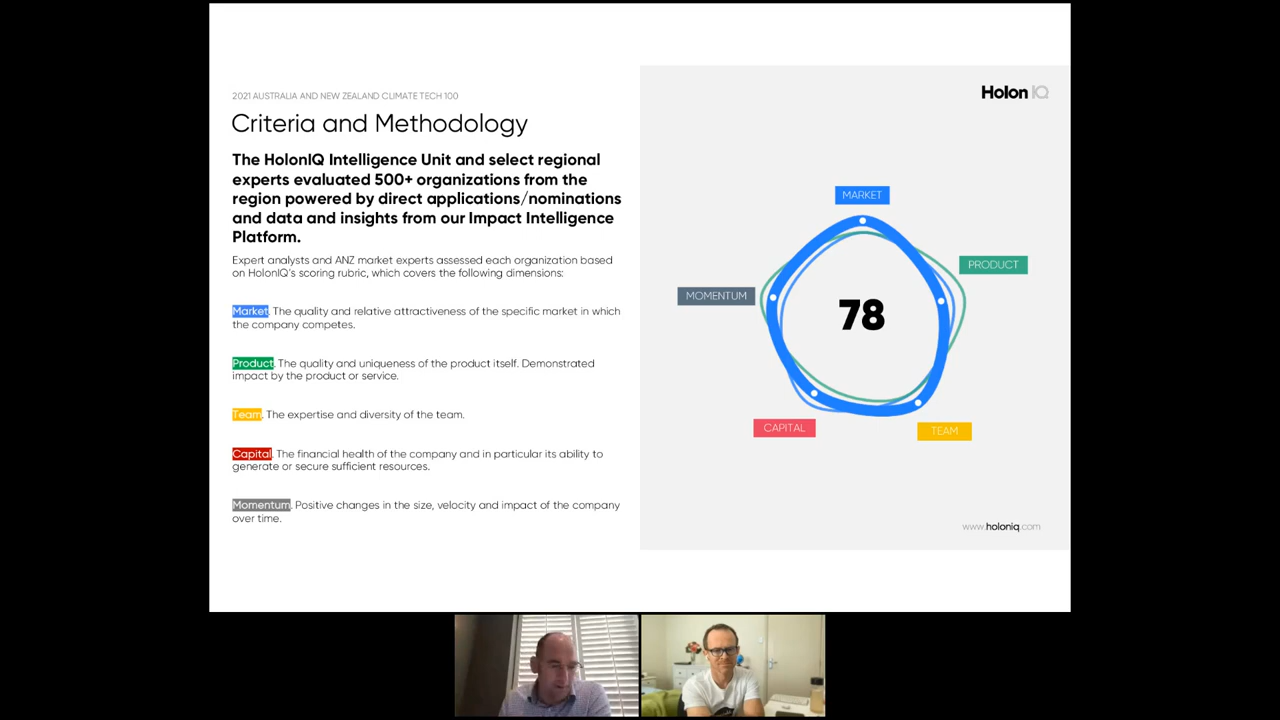 2021 AUSTRALIA AND NEW ZEALAND CLIMATE TECH 100
Criteria and Methodology
The HolonIQ Intelligence Unit and select regional
experts evaluated 500+ organizations from the
region powered by direct applications/nominations
and data and insights from our Impact Intelligence
Platform.
Expert analysts and ANZ market experts assessed each organization based
on HolonIQ's scoring rubric, which covers the following dimensions:
Market. The quality and relative attractiveness of the specific market in which
the company competes.
Product. The quality and uniqueness of the product itself. Demonstrated
impact by the product or service.
Team. The expertise and diversity of the team.
Capital. The financial health of the company and in particular its ability to
generate or secure sufficient resources.
Momentum. Positive changes in the size, velocity and impact of the company
over time.
Holon IQ
MARKET
PRODUCT
MOMENTUM
78
CAPITAL
TEAM
www.holoniq.com